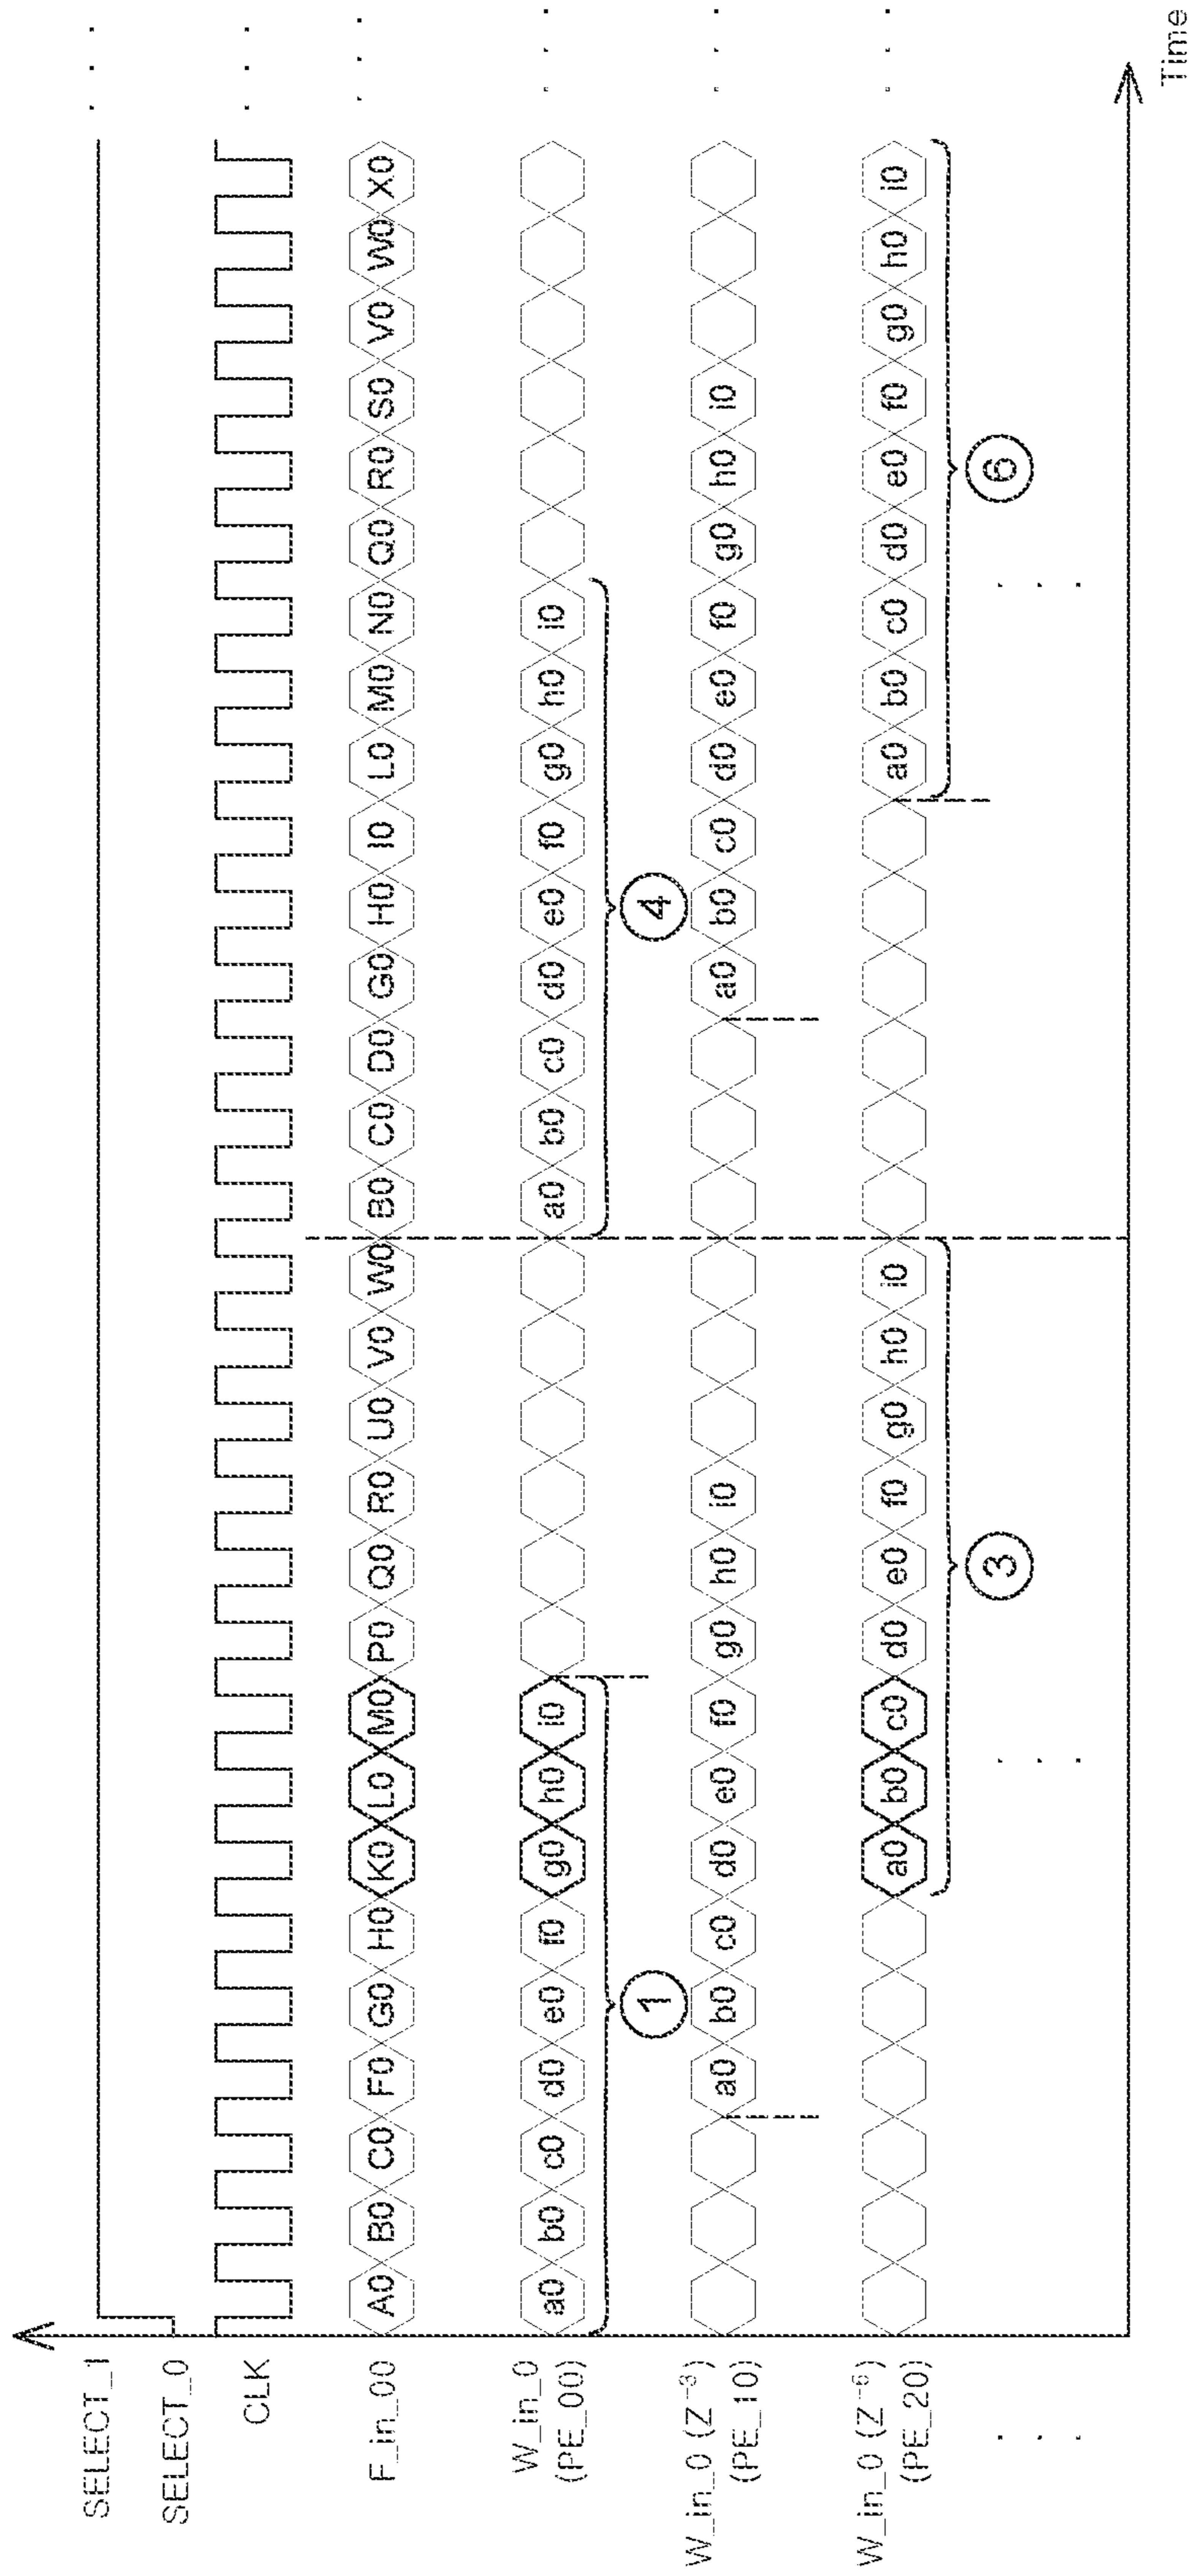 SELECT_1
SELECT_0
CLK
F_in_00 A0 B0 C0 F0 G0 H0 K0 L0 M0 P0 Q0 R0 U0 V0 W0 B0 C0 D0 G0 H0 I0 L0 M0 N0 Q0 R0 S0 V0 W0 X0
W_in_0 a0 b0 c0 d0 e0 f0 g0 h0 i0 a0 b0 c0 d0 e0 f0 g0 h0 i0
(PE_00)
1 4
W_in_0 (Z⁻³) a0 b0 c0 d0 e0 f0 g0 h0 i0 a0 b0 c0 d0 e0 f0 g0 h0 i0
(PE_10)
W_in_0 (Z⁻⁶) a0 b0 c0 d0 e0 f0 g0 h0 i0 a0 b0 c0 d0 e0 f0 g0 h0 i0
(PE_20)
3 6
Time